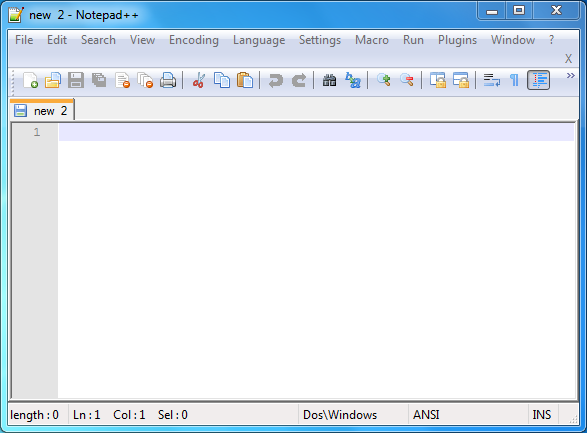 new  2 - Notepad++
File Edit Search View Encoding Language Settings Macro Run Plugins Window ?
X
new  2
1
length : 0 Ln : 1 Col : 1 Sel : 0 Dos\Windows ANSI INS